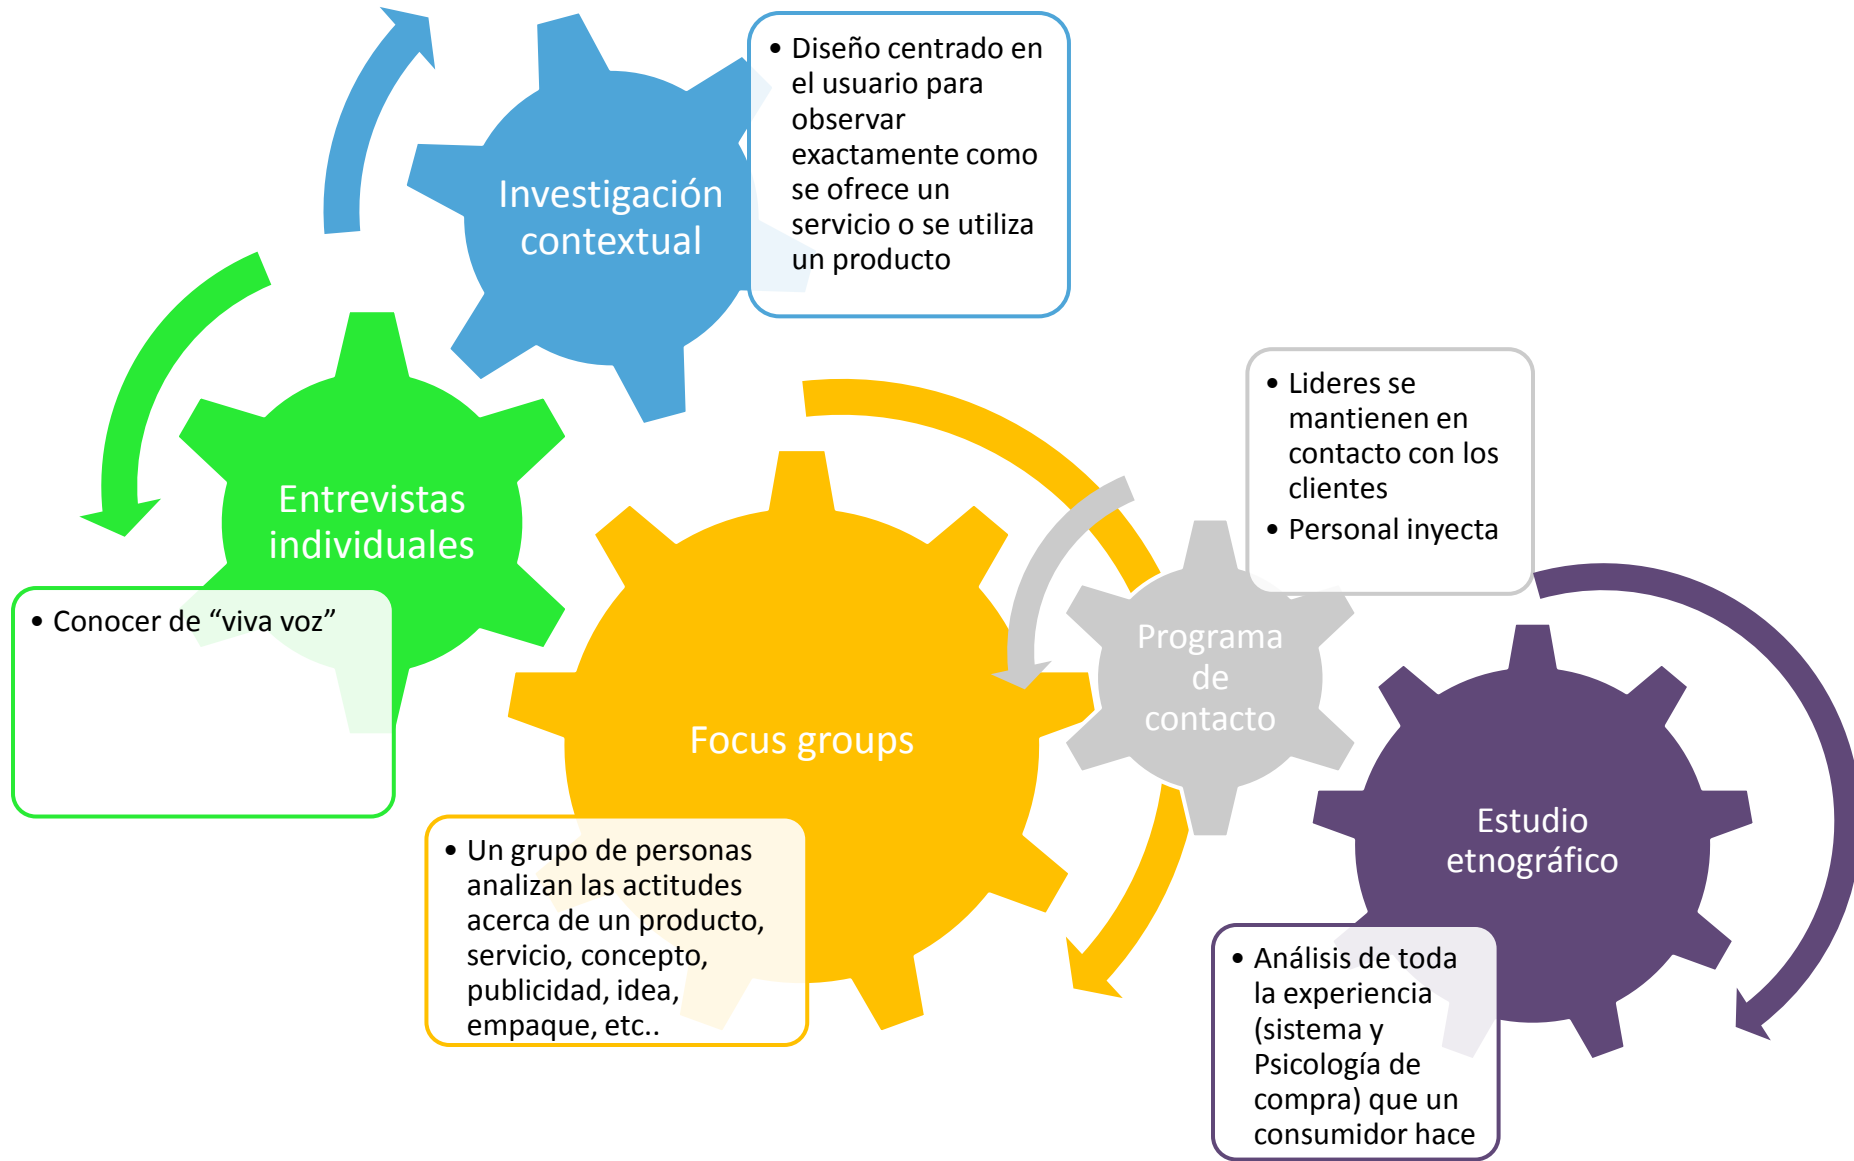 Investigación
contextual
• Diseño centrado en
el usuario para
observar
exactamente como
se ofrece un
servicio o se utiliza
un producto
Entrevistas
individuales
• Conocer de “viva voz”
Focus groups
• Un grupo de personas
analizan las actitudes
acerca de un producto,
servicio, concepto,
publicidad, idea,
empaque, etc..
Programa
de
contacto
• Lideres se
mantienen en
contacto con los
clientes
• Personal inyecta
Estudio
etnográfico
• Análisis de toda
la experiencia
(sistema y
Psicología de
compra) que un
consumidor hace